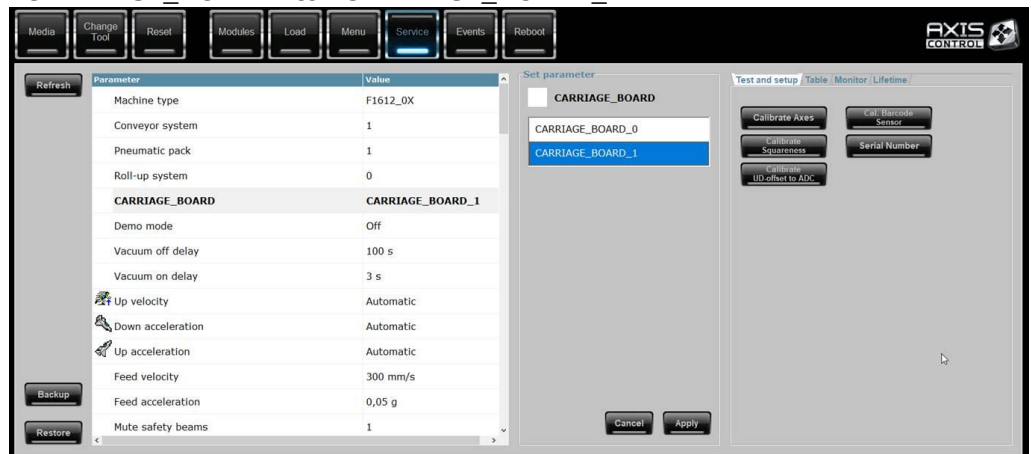 Media
Change
Tool
Reset
Modules
Load
Menu
Service
Events
Reboot
AXIS
CONTROL
Refresh
Parameter Value
Machine type F1612_0X
Conveyor system 1
Pneumatic pack 1
Roll-up system 0
CARRIAGE_BOARD CARRIAGE_BOARD_1
Demo mode Off
Vacuum off delay 100 s
Vacuum on delay 3 s
Up velocity Automatic
Down acceleration Automatic
Up acceleration Automatic
Feed velocity 300 mm/s
Feed acceleration 0,05 g
Mute safety beams 1
Backup
Restore
Set parameter
CARRIAGE_BOARD
CARRIAGE_BOARD_0
CARRIAGE_BOARD_1
Cancel Apply
Test and setup Table Monitor Lifetime
Calibrate Axes
Cal. Barcode
Sensor
Calibrate
Squareness
Serial Number
Calibrate
UD-offset to ADC